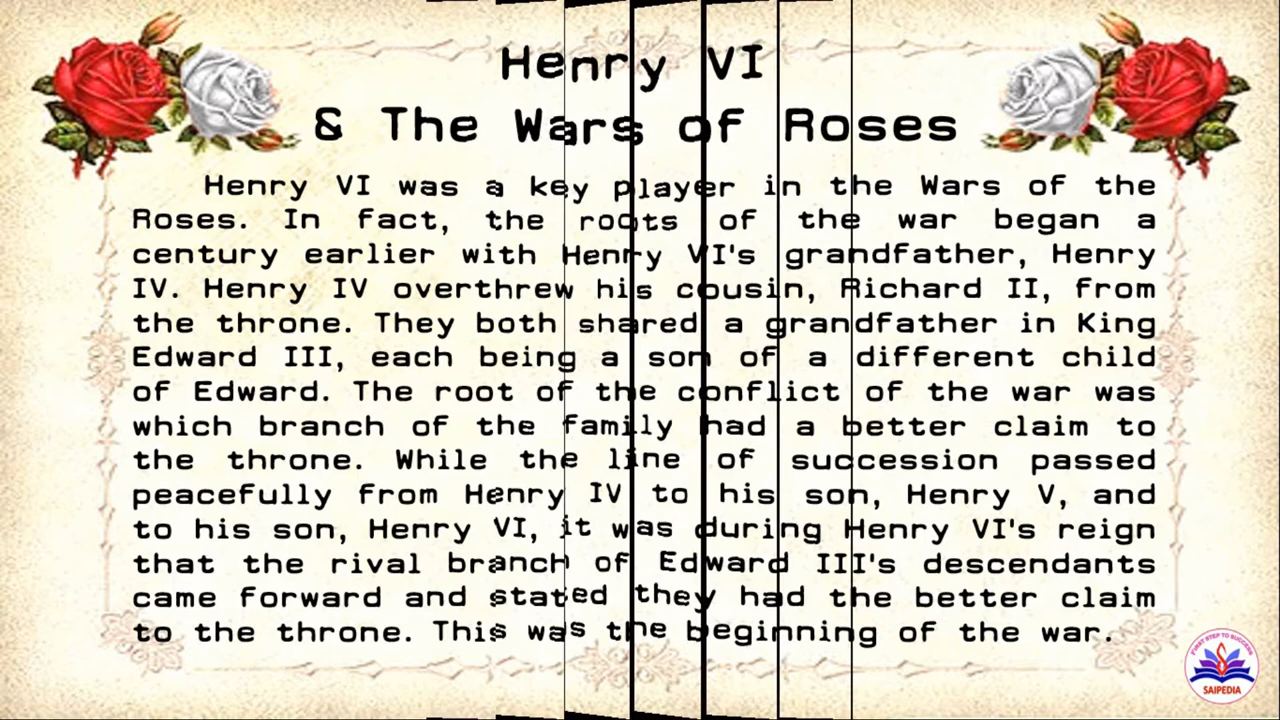 Henry VI
& The Wars of Roses
Henry VI was a key player in the Wars of the
Roses. In fact, the roots of the war began a
century earlier with Henry VI's grandfather, Henry
IV. Henry IV overthrew his cousin, Richard II, from
the throne. They both shared a grandfather in King
Edward III, each being a son of a different child
of Edward. The root of the conflict of the war was
which branch of the family had a better claim to
the throne. While the line of succession passed
peacefully from Henry IV to his son, Henry V, and
to his son, Henry VI, it was during Henry VI's reign
that the rival branch of Edward III's descendants
came forward and stated they had the better claim
to the throne. This was the beginning of the war.
FIRST STEP TO SUCCESS
SAIPEDIA